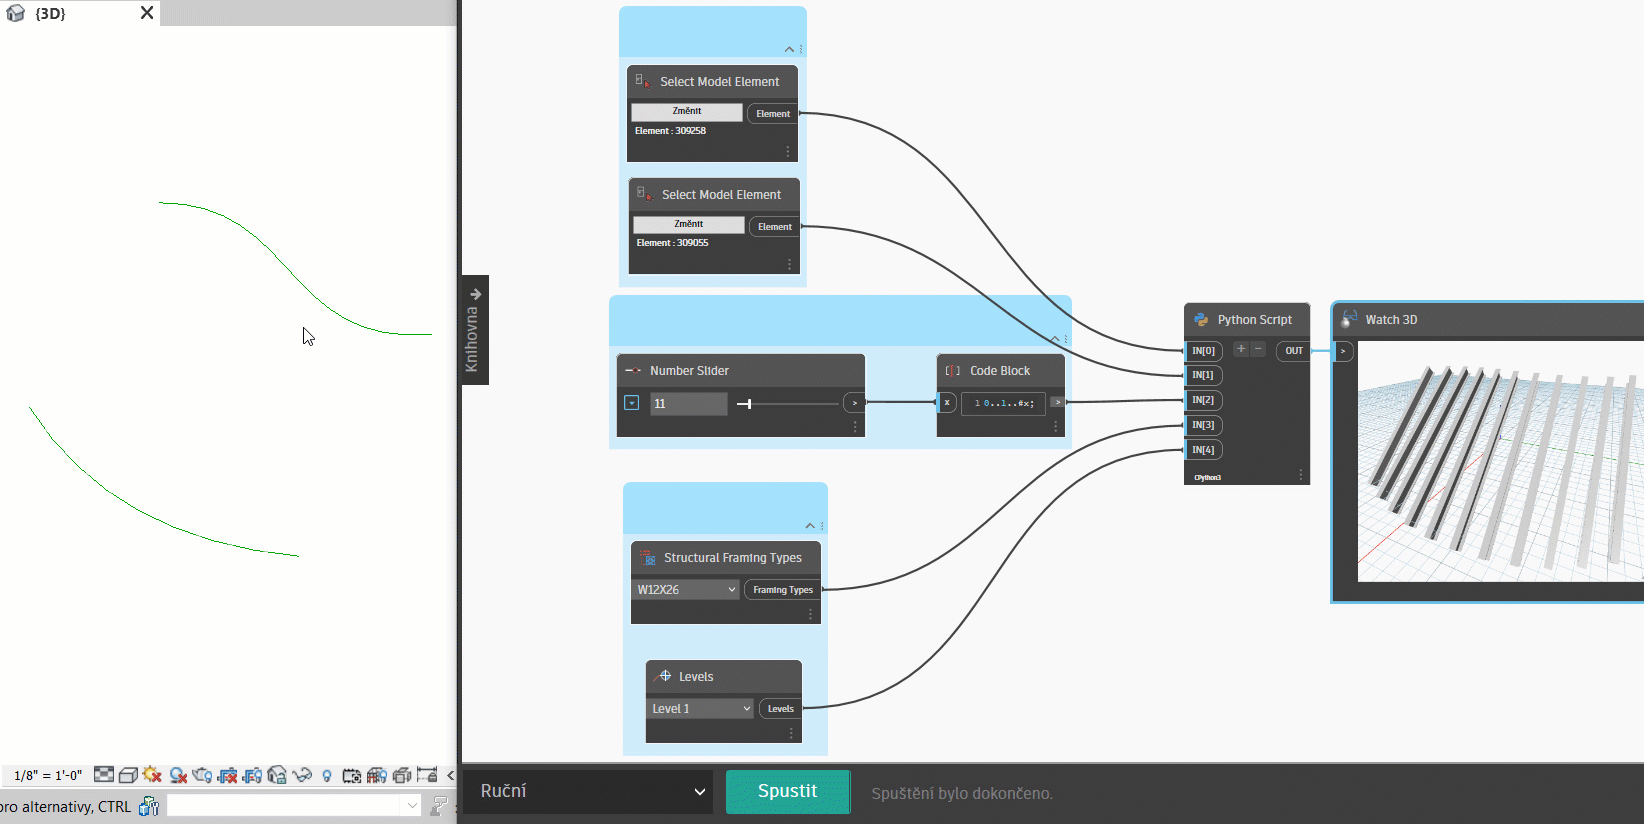 {3D}
Select Model Element
Změnit
Element
Element : 309258
Select Model Element
Změnit
Element
Element : 309055
Knihovna
Number Slider
11
>
Code Block
x
1 0..1..#x;
>
Python Script
IN[0]
+
-
OUT
IN[1]
IN[2]
IN[3]
IN[4]
CPython3
Watch 3D
>
Structural Framing Types
W12X26
Framing Types
Levels
Level 1
Levels
1/8" = 1'-0"
pro alternativy, CTRL
Ruční
Spustit
Spuštění bylo dokončeno.